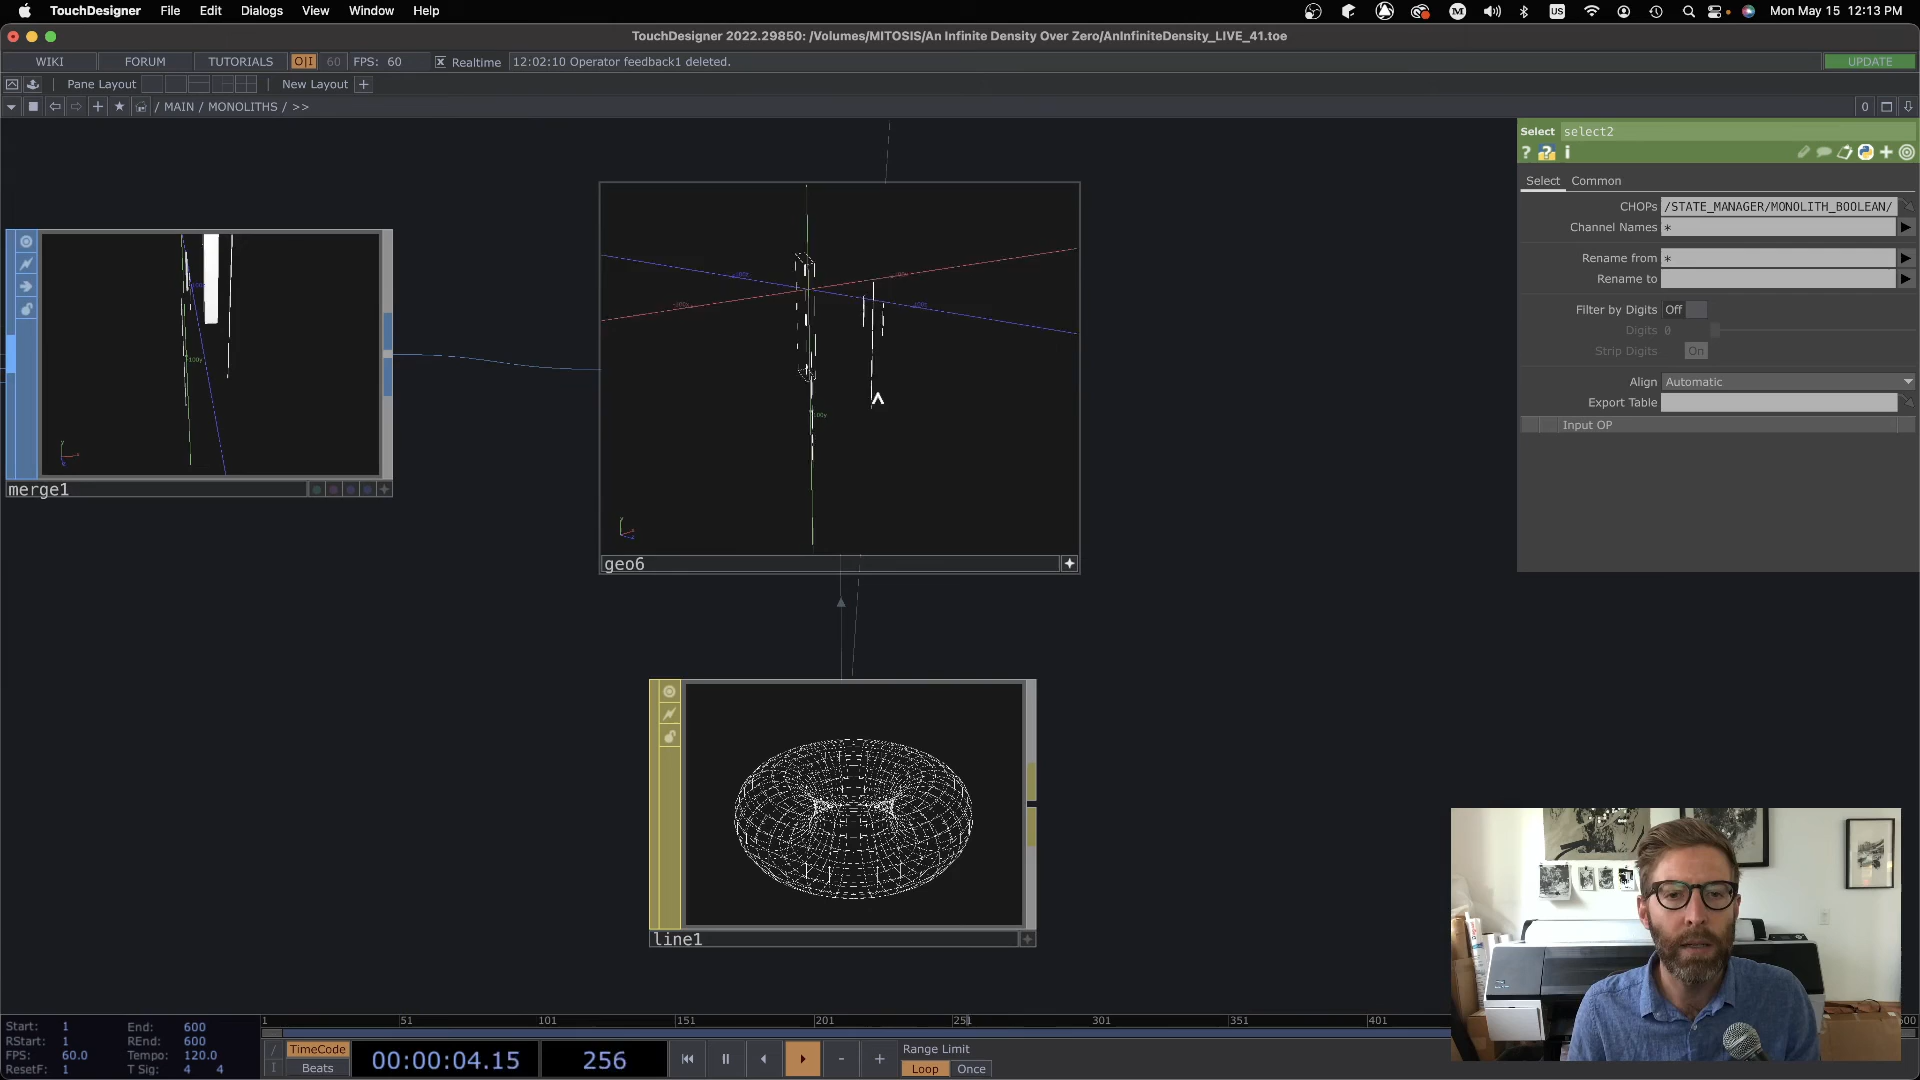 TouchDesigner File Edit Dialogs View Window Help US Mon May 15 12:13 PM
TouchDesigner 2022.29850: /Volumes/MITOSIS/An Infinite Density Over Zero/AnInfiniteDensity_LIVE_41.toe
WIKI FORUM TUTORIALS O|I 60 FPS: 60 Realtime 12:02:10 Operator feedback1 deleted. UPDATE
Pane Layout New Layout
/ MAIN / MONOLITHS / >> 0
Select select2
? ? i
Select Common
CHOPs /STATE_MANAGER/MONOLITH_BOOLEAN/
Channel Names *
Rename from *
Rename to
Filter by Digits Off
Digits 0
Strip Digits On
Align Automatic
Export Table
Input OP
merge1
geo6
line1
1 51 101 151 201 251 301 351 401
Start: 1 End: 600
RStart: 1 REnd: 600
FPS: 60.0 Tempo: 120.0
ResetF: 1 T Sig: 4 4
TimeCode
Beats
00:00:04.15 256
Range Limit
Loop Once